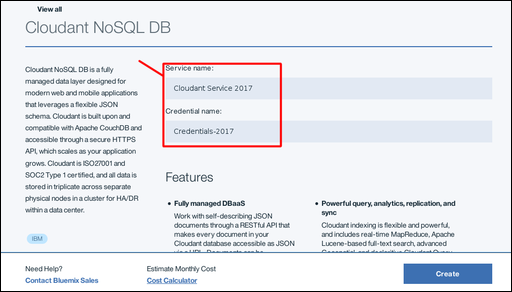 View all
Cloudant NoSQL DB
Cloudant NoSQL DB is a fully
managed data layer designed for
modern web and mobile applications
that leverages a flexible JSON
schema. Cloudant is built upon and
compatible with Apache CouchDB and
accessible through a secure HTTPS
API, which scales as your application
grows. Cloudant is ISO27001 and
SOC2 Type 1 certified, and all data is
stored in triplicate across separate
physical nodes in a cluster for HA/DR
within a data center.
IBM
Service name:
Cloudant Service 2017
Credential name:
Credentials-2017
Features
Fully managed DBaaS
Work with self-describing JSON
documents through a RESTful API that
makes every document in your
Cloudant database accessible as JSON
Powerful query, analytics, replication, and
sync
Cloudant indexing is flexible and powerful,
and includes real-time MapReduce, Apache
Lucene-based full-text search, advanced
Need Help?
Contact Bluemix Sales
Estimate Monthly Cost
Cost Calculator
Create